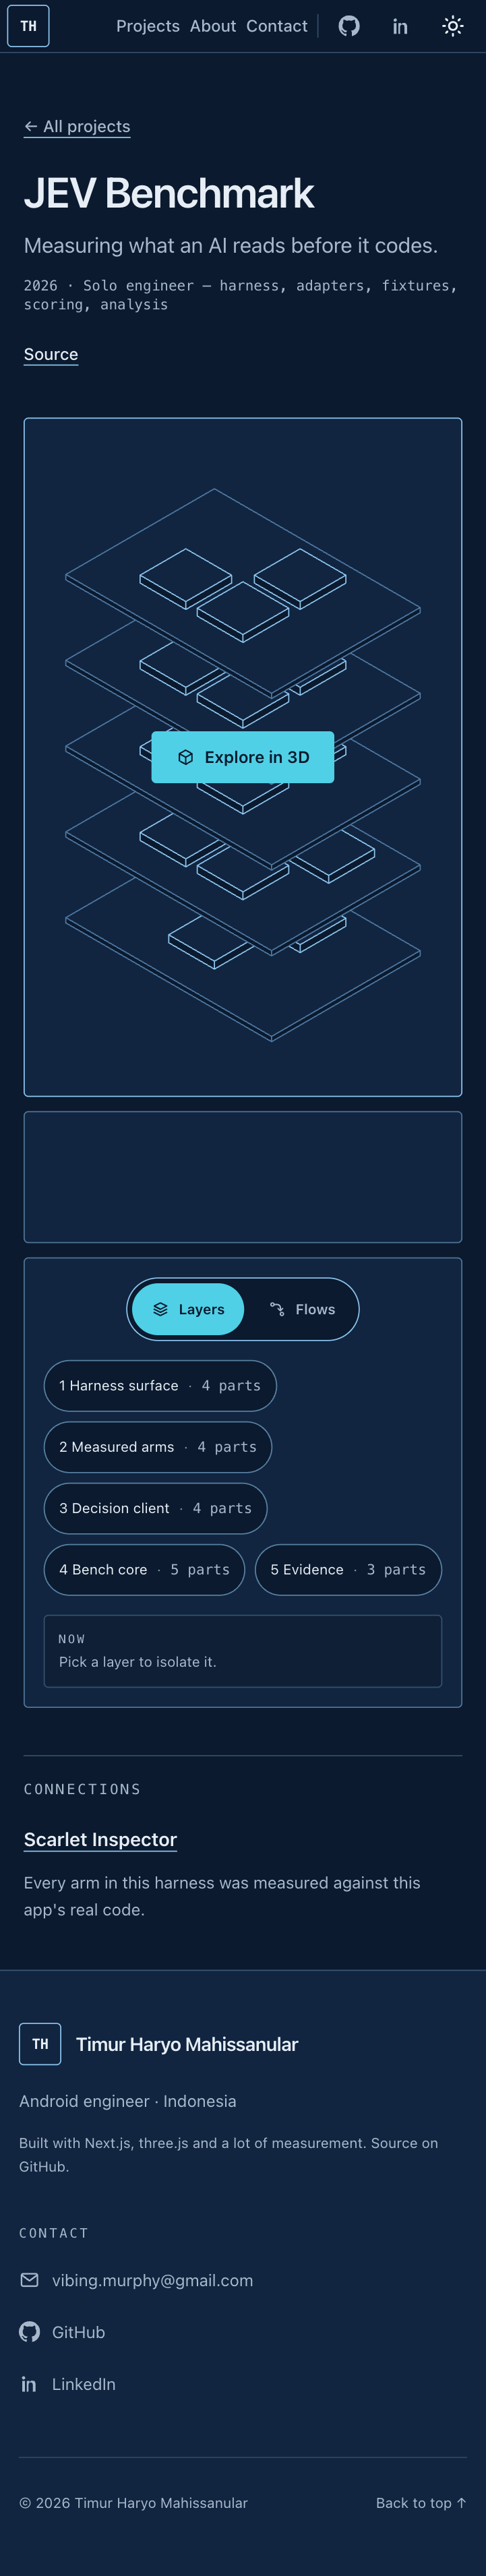 TH
Projects About Contact
← All projects
JEV Benchmark
Measuring what an AI reads before it codes.
2026 · Solo engineer — harness, adapters, fixtures,
scoring, analysis
Source
Explore in 3D
Layers Flows
1 Harness surface · 4 parts
2 Measured arms · 4 parts
3 Decision client · 4 parts
4 Bench core · 5 parts 5 Evidence · 3 parts
NOW
Pick a layer to isolate it.
CONNECTIONS
Scarlet Inspector
Every arm in this harness was measured against this
app's real code.
TH Timur Haryo Mahissanular
Android engineer · Indonesia
Built with Next.js, three.js and a lot of measurement. Source on
GitHub.
CONTACT
vibing.murphy@gmail.com
GitHub
LinkedIn
© 2026 Timur Haryo Mahissanular Back to top ↑